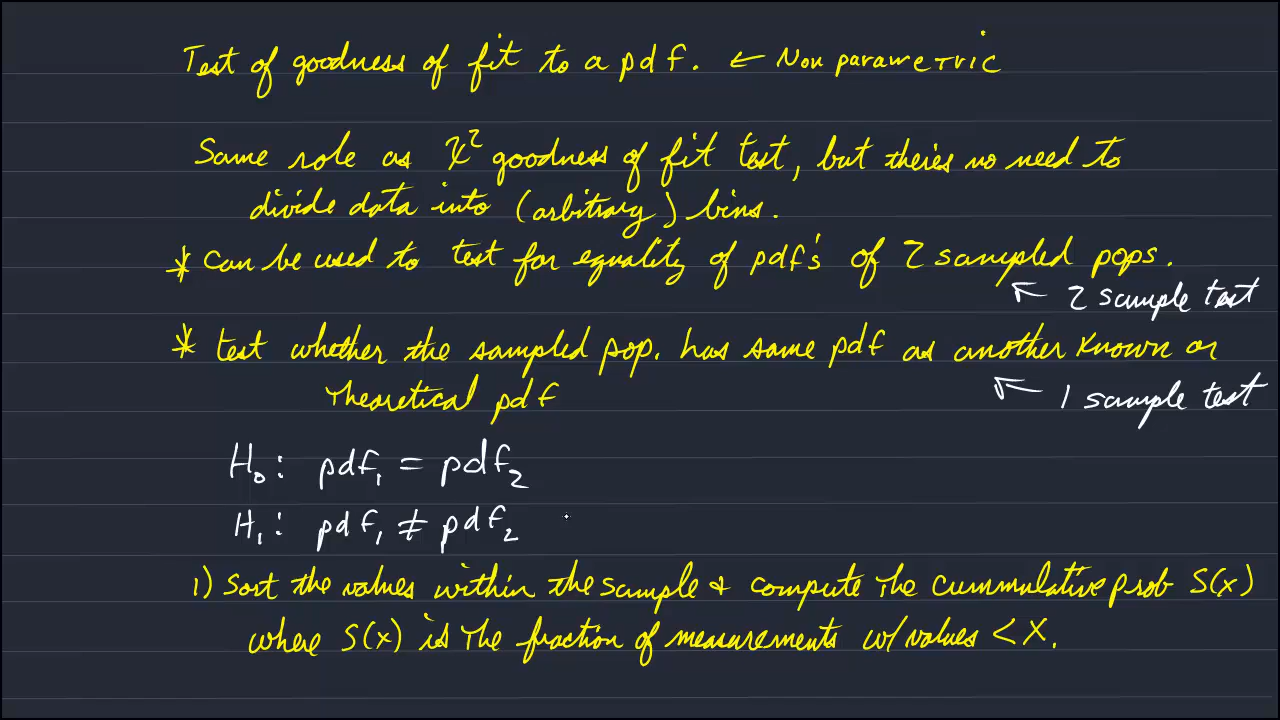 Test of goodness of fit to a pdf. ← Non parametric
Same role as χ² goodness of fit test, but theres no need to
divide data into (arbitrary) bins.
* Can be used to test for equality of pdf's of 2 sampled pops.
↖ 2 sample test
* test whether the sampled pop. has same pdf as another known or
theoretical pdf
↖ 1 sample test
H₀: pdf₁ = pdf₂
H₁: pdf₁ ≠ pdf₂
1) Sort the values within the sample & compute the cummulative prob S(x)
where S(x) is the fraction of measurements w/values < X.